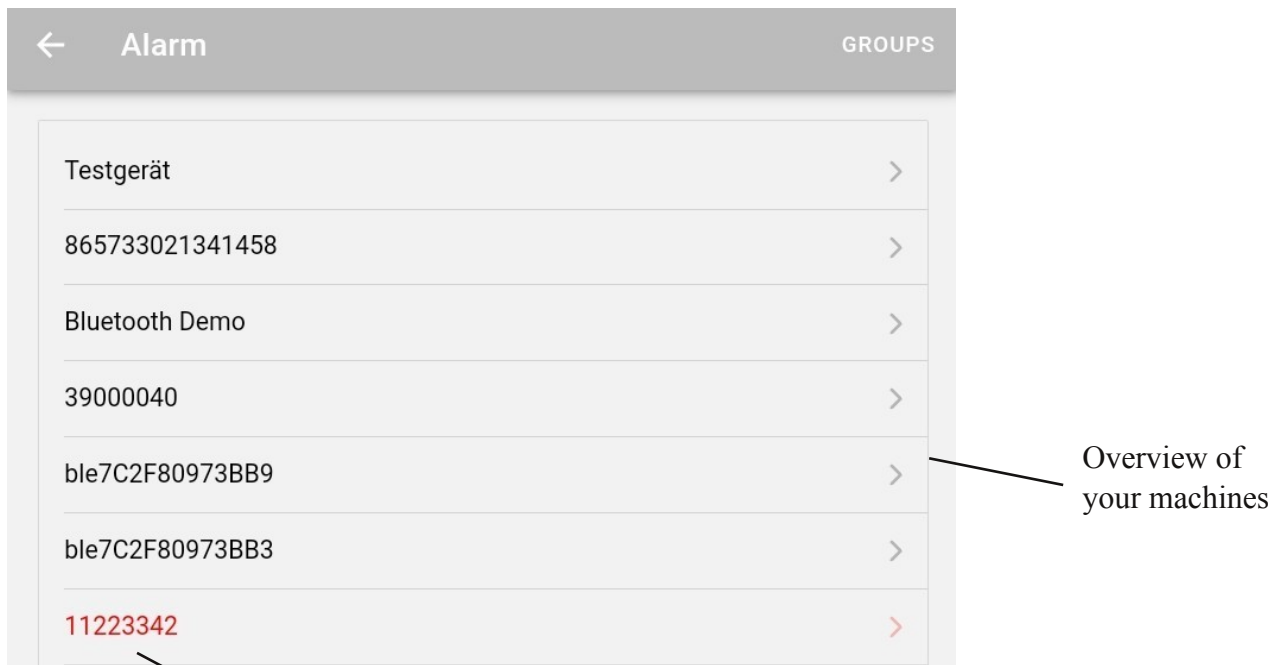 Alarm
GROUPS
Testgerät
865733021341458
Bluetooth Demo
39000040
ble7C2F80973BB9
Overview of
your machines
ble7C2F80973BB3
11223342